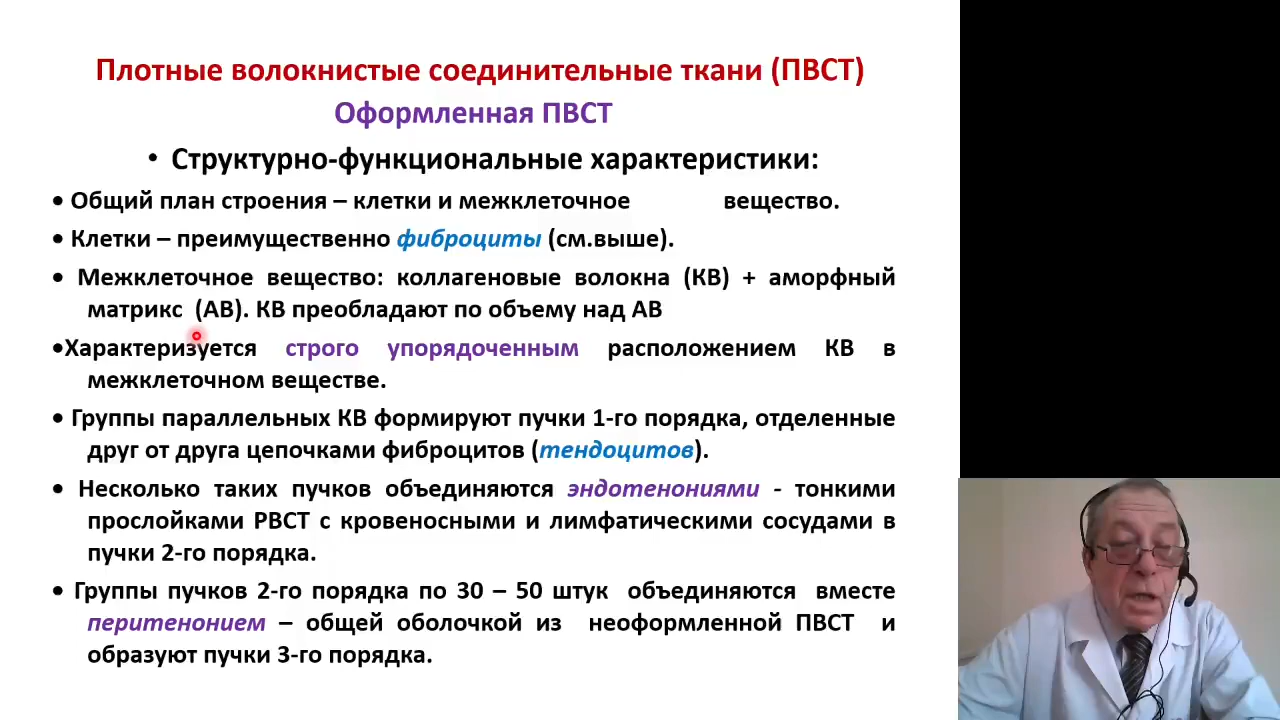 Плотные волокнистые соединительные ткани (ПВСТ)
Оформленная ПВСТ
• Структурно-функциональные характеристики:
• Общий план строения – клетки и межклеточное вещество.
• Клетки – преимущественно фиброциты (см.выше).
• Межклеточное вещество: коллагеновые волокна (КВ) + аморфный
матрикс (АВ). КВ преобладают по объему над АВ
•Характеризуется строго упорядоченным расположением КВ в
межклеточном веществе.
• Группы параллельных КВ формируют пучки 1-го порядка, отделенные
друг от друга цепочками фиброцитов (тендоцитов).
• Несколько таких пучков объединяются эндотенониями - тонкими
прослойками РВСТ с кровеносными и лимфатическими сосудами в
пучки 2-го порядка.
• Группы пучков 2-го порядка по 30 – 50 штук объединяются вместе
перитенонием – общей оболочкой из неоформленной ПВСТ и
образуют пучки 3-го порядка.